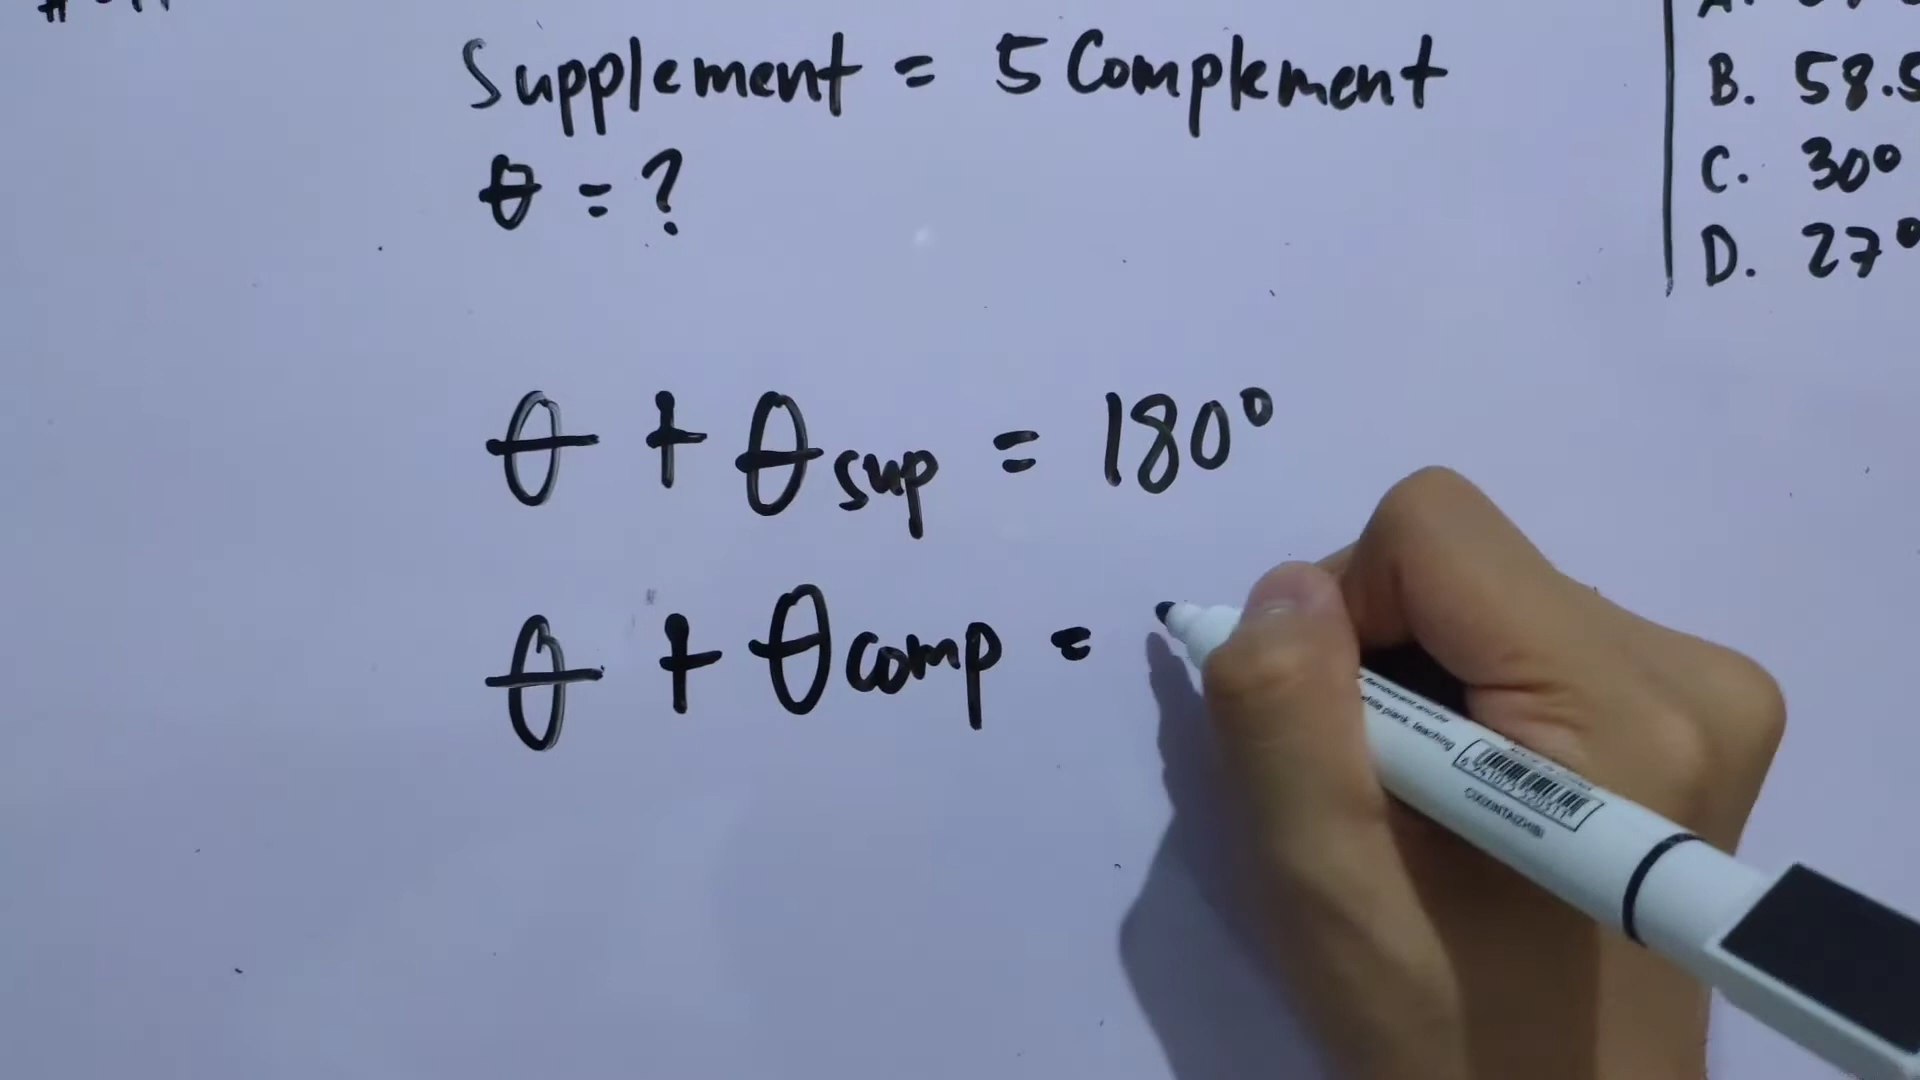 Supplement = 5 Complement
θ = ?
B. 58.5
C. 30°
D. 27°
θ + θsup = 180°
θ + θcomp =